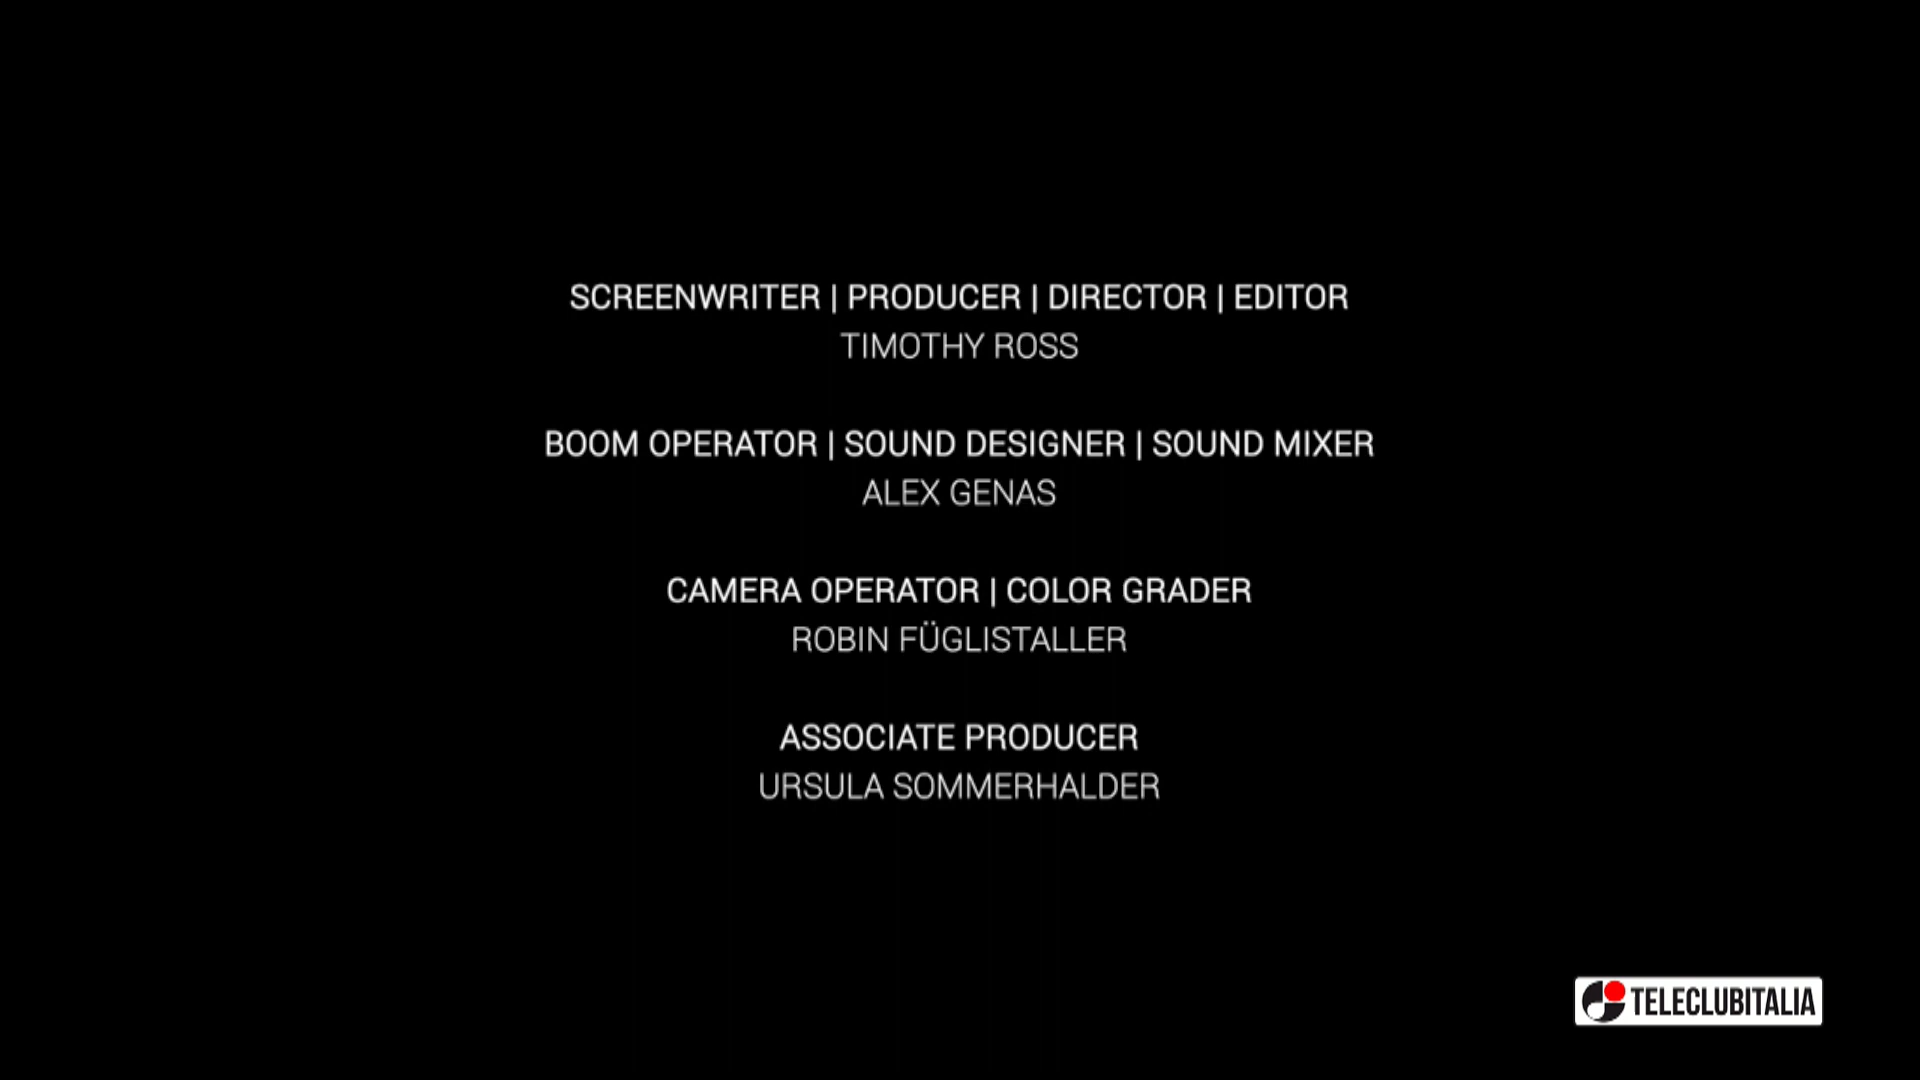 SCREENWRITER | PRODUCER | DIRECTOR | EDITOR
TIMOTHY ROSS
BOOM OPERATOR | SOUND DESIGNER | SOUND MIXER
ALEX GENAS
CAMERA OPERATOR | COLOR GRADER
ROBIN FÜGLISTALLER
ASSOCIATE PRODUCER
URSULA SOMMERHALDER
TELECLUBITALIA